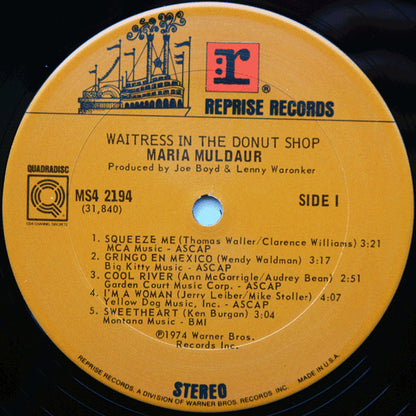 r®
REPRISE RECORDS
WAITRESS IN THE DONUT SHOP
MARIA MULDAUR
Produced by Joe Boyd & Lenny Waronker
QUADRADISC
MS4 2194
(31,840)
SIDE 1
1. SQUEEZE ME (Thomas Waller/Clarence Williams) 3:21
MCA Music - ASCAP
2. GRINGO EN MEXICO (Wendy Waldman) 3:11
Big Kitty Music - ASCAP
3. COOL RIVER (Ann McGorrigle/Audrey Bean) 2:51
Garden Court Music Corp. - ASCAP
4. I'M A WOMAN (Jerry Leiber/Mike Stoller) 4:07
Yellow Dog Music, Inc. - ASCAP
5. SWEETHEART (Ken Burgon) 3:04
Montana Music - BMI
℗1974 Warner Bros.
Records Inc.
STEREO
REPRISE RECORDS, A DIVISION OF WARNER BROS. RECORDS INC. MADE IN U.S.A.